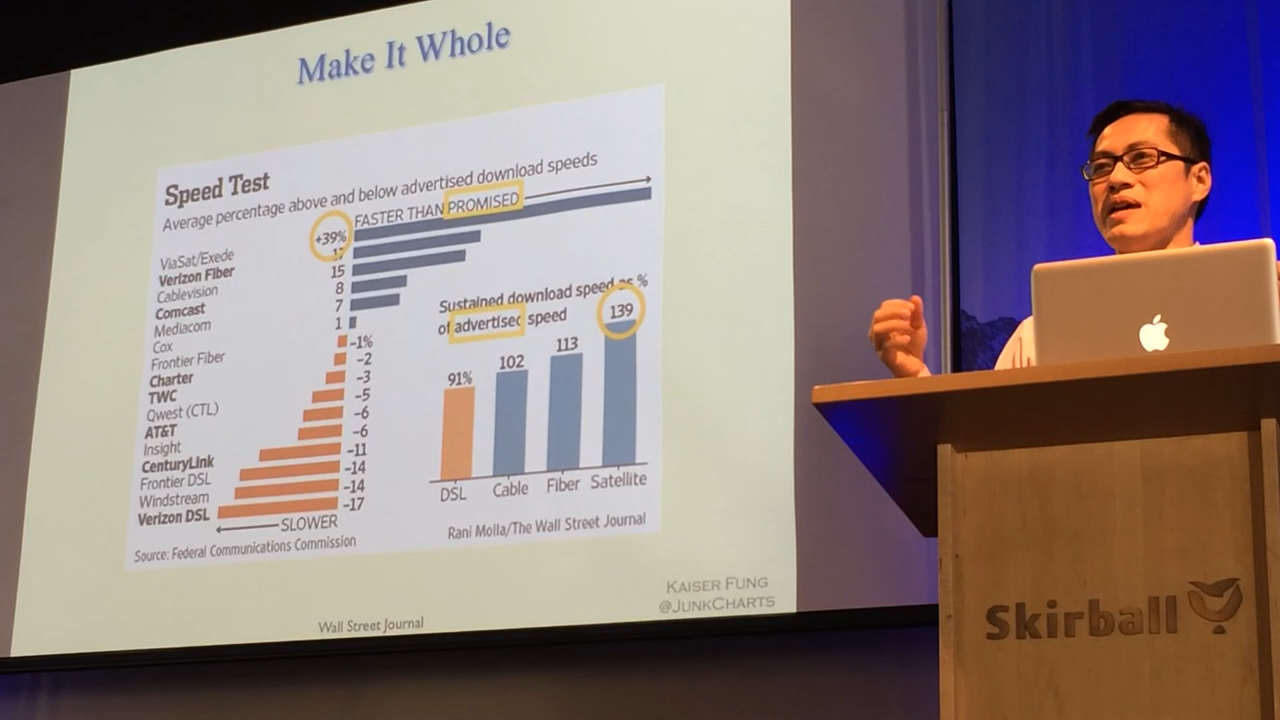 Make It Whole
Speed Test
Average percentage above and below advertised download speeds
FASTER THAN PROMISED
ViaSat/Exede +39%
Verizon Fiber 17
Cablevision 15
Comcast 8
Mediacom 7
Cox 1
Frontier Fiber -1%
Charter -2
TWC -3
Qwest (CTL) -5
AT&T -6
Insight -6
CenturyLink -11
Frontier DSL -14
Windstream -14
Verizon DSL -17
SLOWER
Source: Federal Communications Commission
Sustained download speed as %
of advertised speed
91% 102 113 139
DSL Cable Fiber Satellite
Rani Molla/The Wall Street Journal
KAISER FUNG
@JUNKCHARTS
Wall Street Journal
Skirball